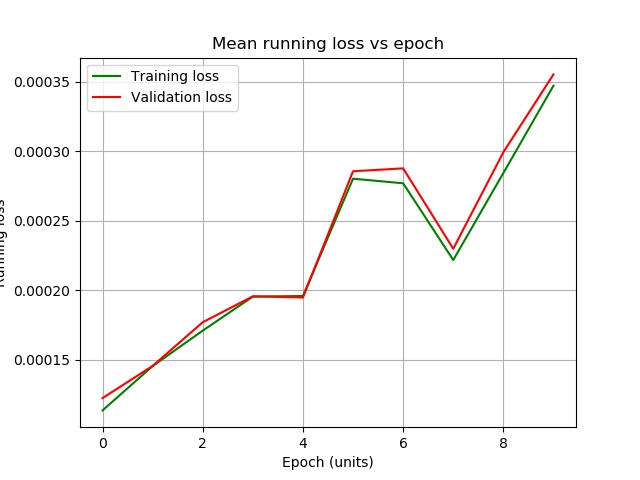 Mean running loss vs epoch
Training loss
Validation loss
0.00035
0.00030
0.00025
0.00020
0.00015
loss
0 2 4 6 8
Epoch (units)